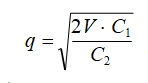 q = √(2V · C₁ / C₂)